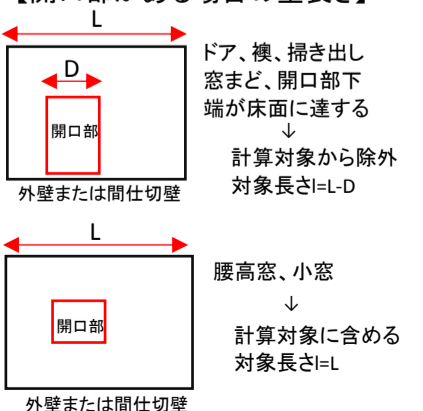 【開口部がある場合の壁長さ】
L
D
開口部
外壁または間仕切壁
ドア、襖、掃き出し
窓まど、開口部下
端が床面に達する
↓
計算対象から除外
対象長さl=L-D
L
開口部
外壁または間仕切壁
腰高窓、小窓
↓
計算対象に含める
対象長さl=L